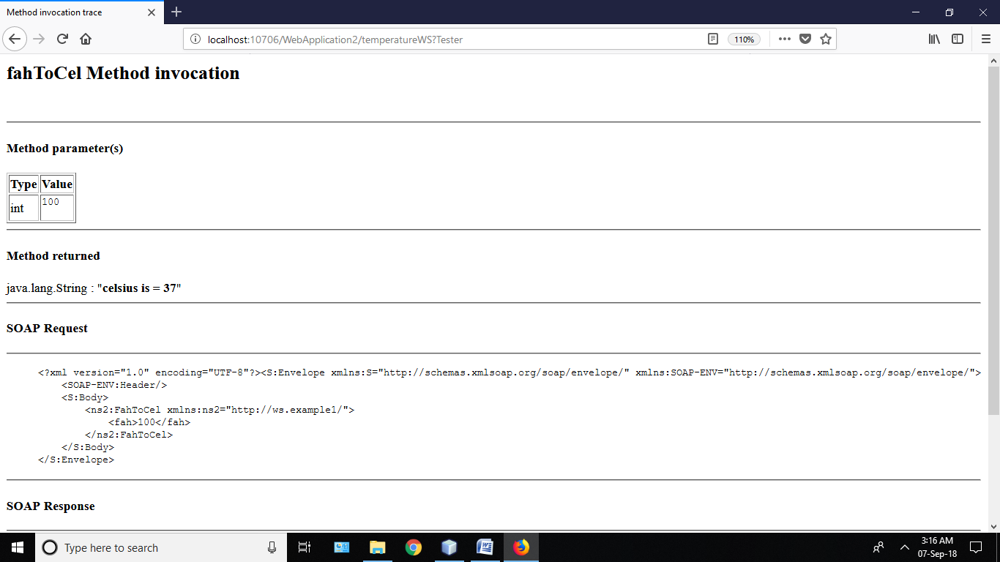 Method invocation trace
localhost:10706/WebApplication2/temperatureWS?Tester
110%
fahToCel Method invocation
Method parameter(s)
Type Value
int 100
Method returned
java.lang.String : "celsius is = 37"
SOAP Request
<?xml version="1.0" encoding="UTF-8"?><S:Envelope xmlns:S="http://schemas.xmlsoap.org/soap/envelope/" xmlns:SOAP-ENV="http://schemas.xmlsoap.org/soap/envelope/">
<SOAP-ENV:Header/>
<S:Body>
<ns2:FahToCel xmlns:ns2="http://ws.example1/">
<fah>100</fah>
</ns2:FahToCel>
</S:Body>
</S:Envelope>
SOAP Response
Type here to search
3:16 AM
07-Sep-18